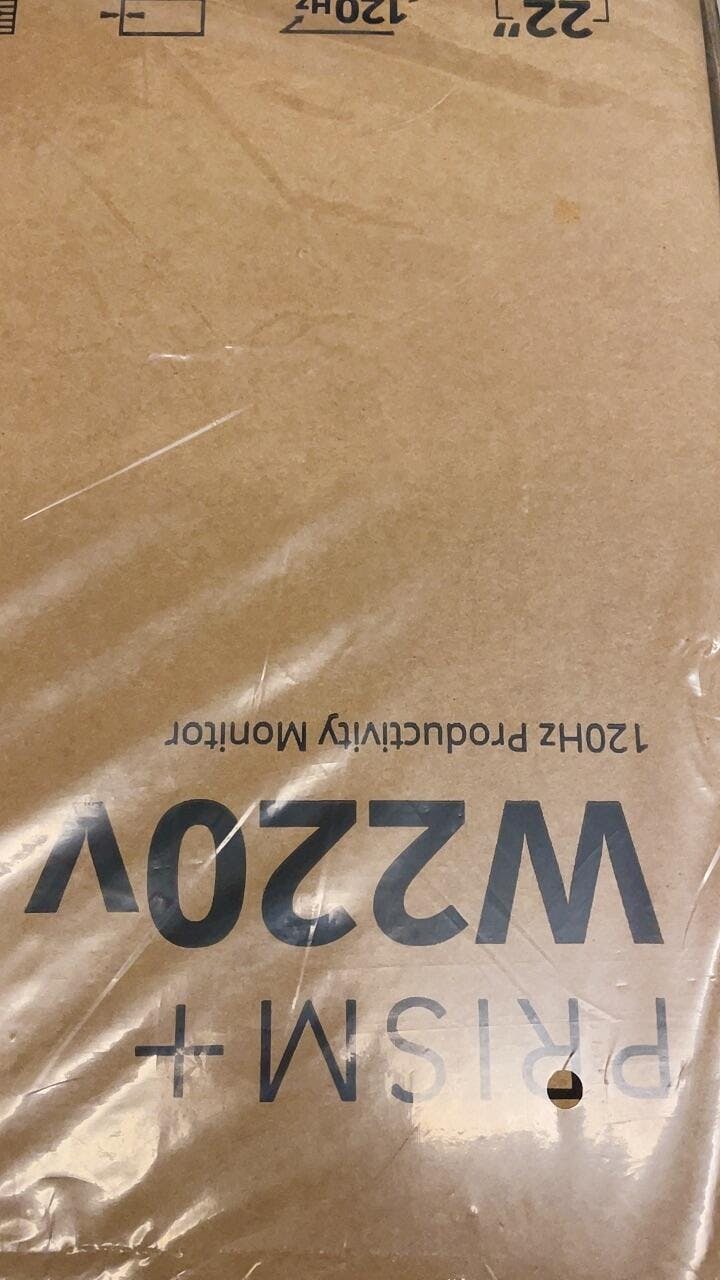 PRISM+
W220V
120Hz Productivity Monitor
22" 120Hz